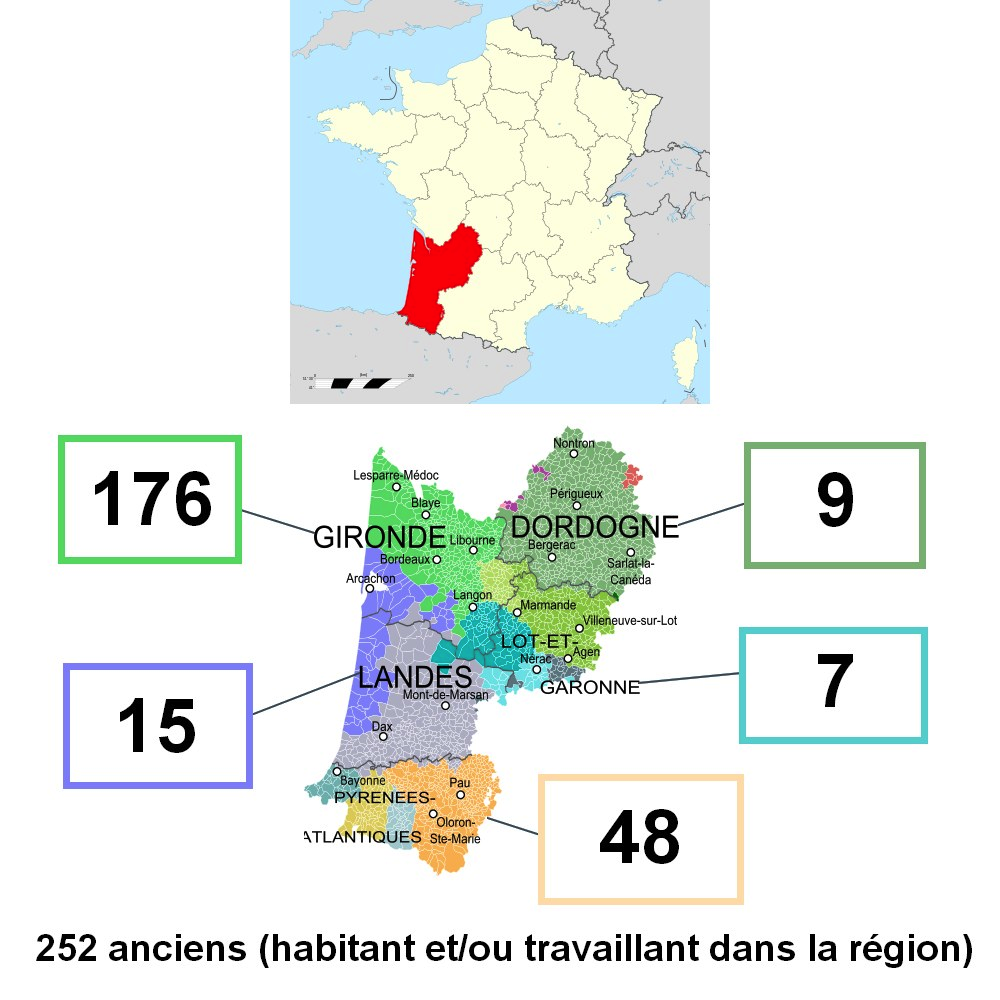 Nontron
176
Lesparre-Médoc
9
Périgueux
Blaye
GIRONDE
DORDOGNE
Libourne
Bergerac
Bordeaux
Sarlat-la-
Canéda
Arcachon
Langon
Marmande
Villeneuve-sur-Lot
LOT-ET-
Agen
Nérac
GARONNE
7
LANDES
Mont-de-Marsan
15
Dax
Bayonne
Pau
PYRENEES-
Oloron-
Ste-Marie
ATLANTIQUES
48
252 anciens (habitant et/ou travaillant dans la région)